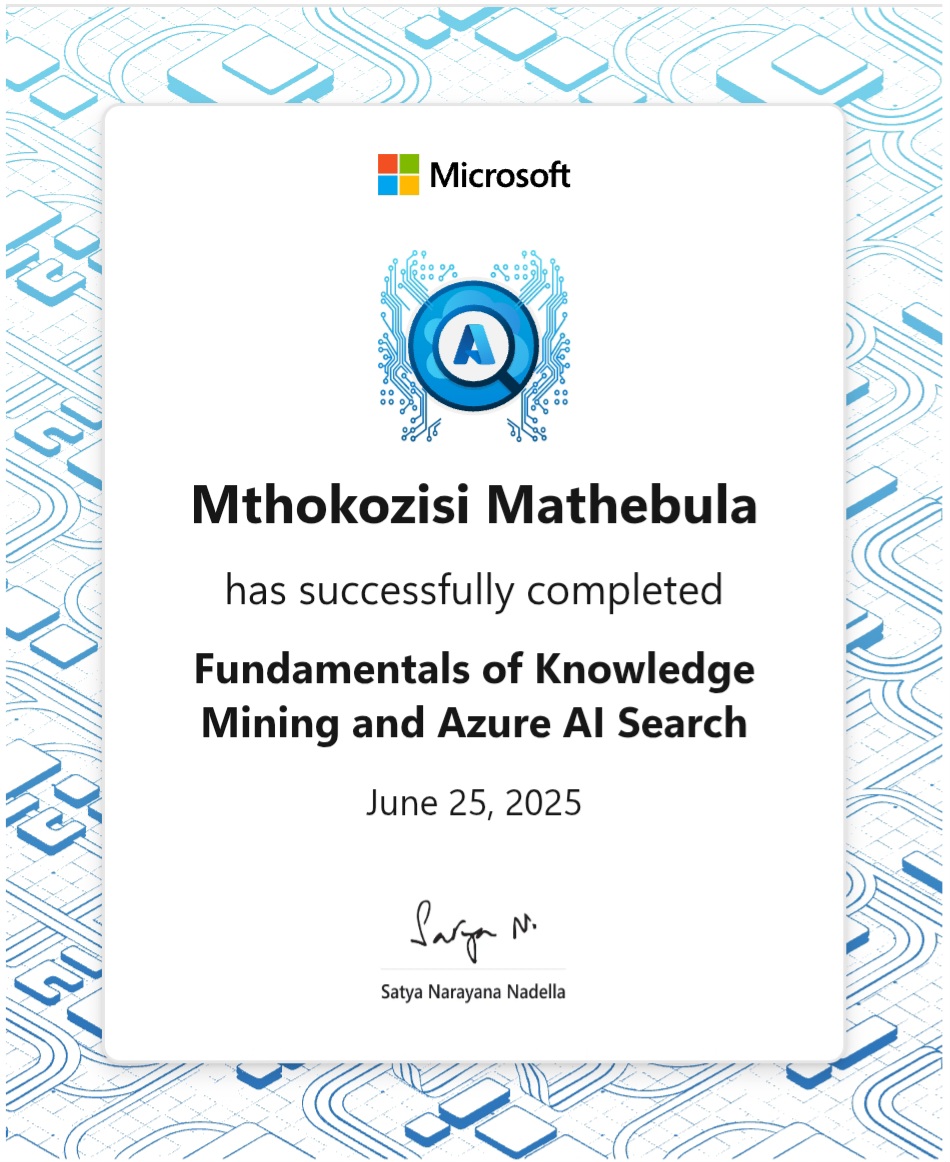 Microsoft
Mthokozisi Mathebula
has successfully completed
Fundamentals of Knowledge
Mining and Azure AI Search
June 25, 2025
Satya N.
Satya Narayana Nadella